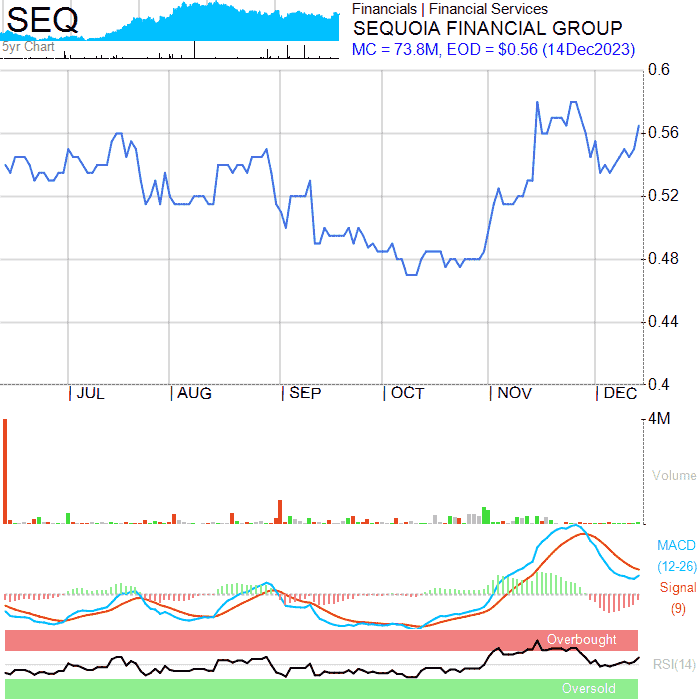 SEQ
5yr Chart
Financials | Financial Services
SEQUOIA FINANCIAL GROUP
MC = 73.8M, EOD = $0.56 (14Dec2023)
0.6
0.56
0.52
0.48
0.44
0.4
JUL AUG SEP OCT NOV DEC
4M
Volume
MACD
(12-26)
Signal
(9)
Overbought
RSI(14)
Oversold